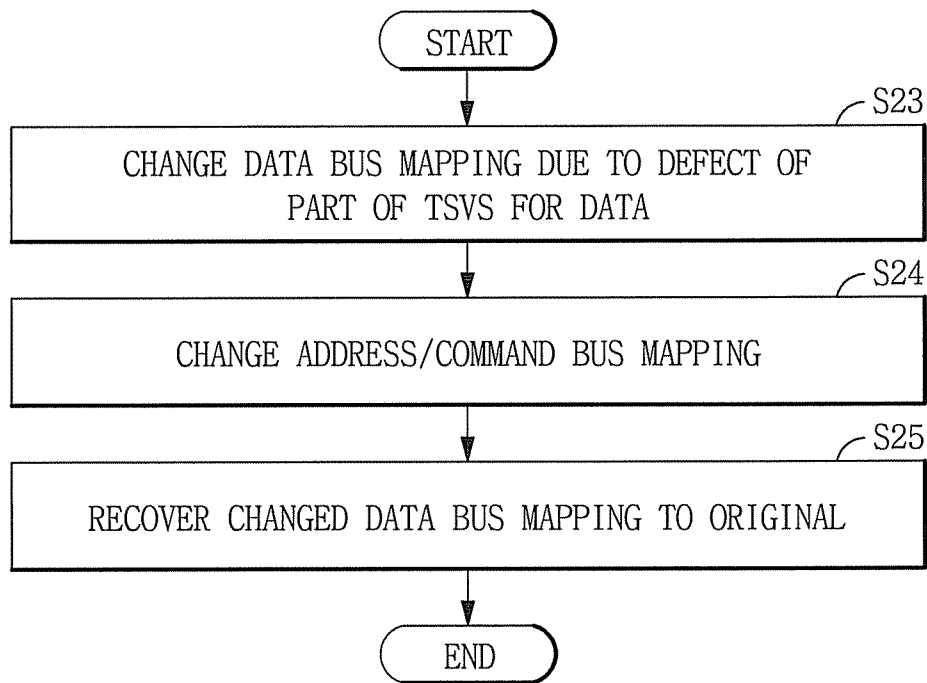 START
S23
CHANGE DATA BUS MAPPING DUE TO DEFECT OF
PART OF TSVS FOR DATA
S24
CHANGE ADDRESS/COMMAND BUS MAPPING
S25
RECOVER CHANGED DATA BUS MAPPING TO ORIGINAL
END